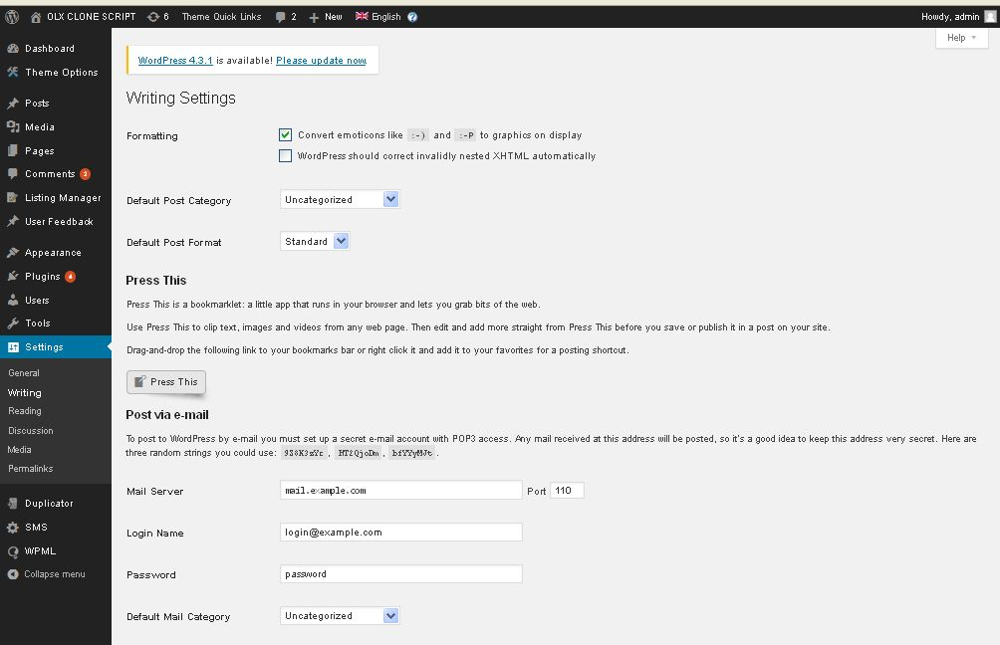 OLX CLONE SCRIPT 6 Theme Quick Links 2 New English Howdy, admin
Help
Dashboard
Theme Options
Posts
Media
Pages
Comments 2
Listing Manager
User Feedback
Appearance
Plugins 4
Users
Tools
Settings
General
Writing
Reading
Discussion
Media
Permalinks
Duplicator
SMS
WPML
Collapse menu
WordPress 4.3.1 is available! Please update now.
Writing Settings
Formatting
Convert emoticons like :-) and :-P to graphics on display
WordPress should correct invalidly nested XHTML automatically
Default Post Category Uncategorized
Default Post Format Standard
Press This
Press This is a bookmarklet: a little app that runs in your browser and lets you grab bits of the web.
Use Press This to clip text, images and videos from any web page. Then edit and add more straight from Press This before you save or publish it in a post on your site.
Drag-and-drop the following link to your bookmarks bar or right click it and add it to your favorites for a posting shortcut.
Press This
Post via e-mail
To post to WordPress by e-mail you must set up a secret e-mail account with POP3 access. Any mail received at this address will be posted, so it's a good idea to keep this address very secret. Here are
three random strings you could use: , , .
Mail Server mail.example.com Port 110
Login Name login@example.com
Password password
Default Mail Category Uncategorized